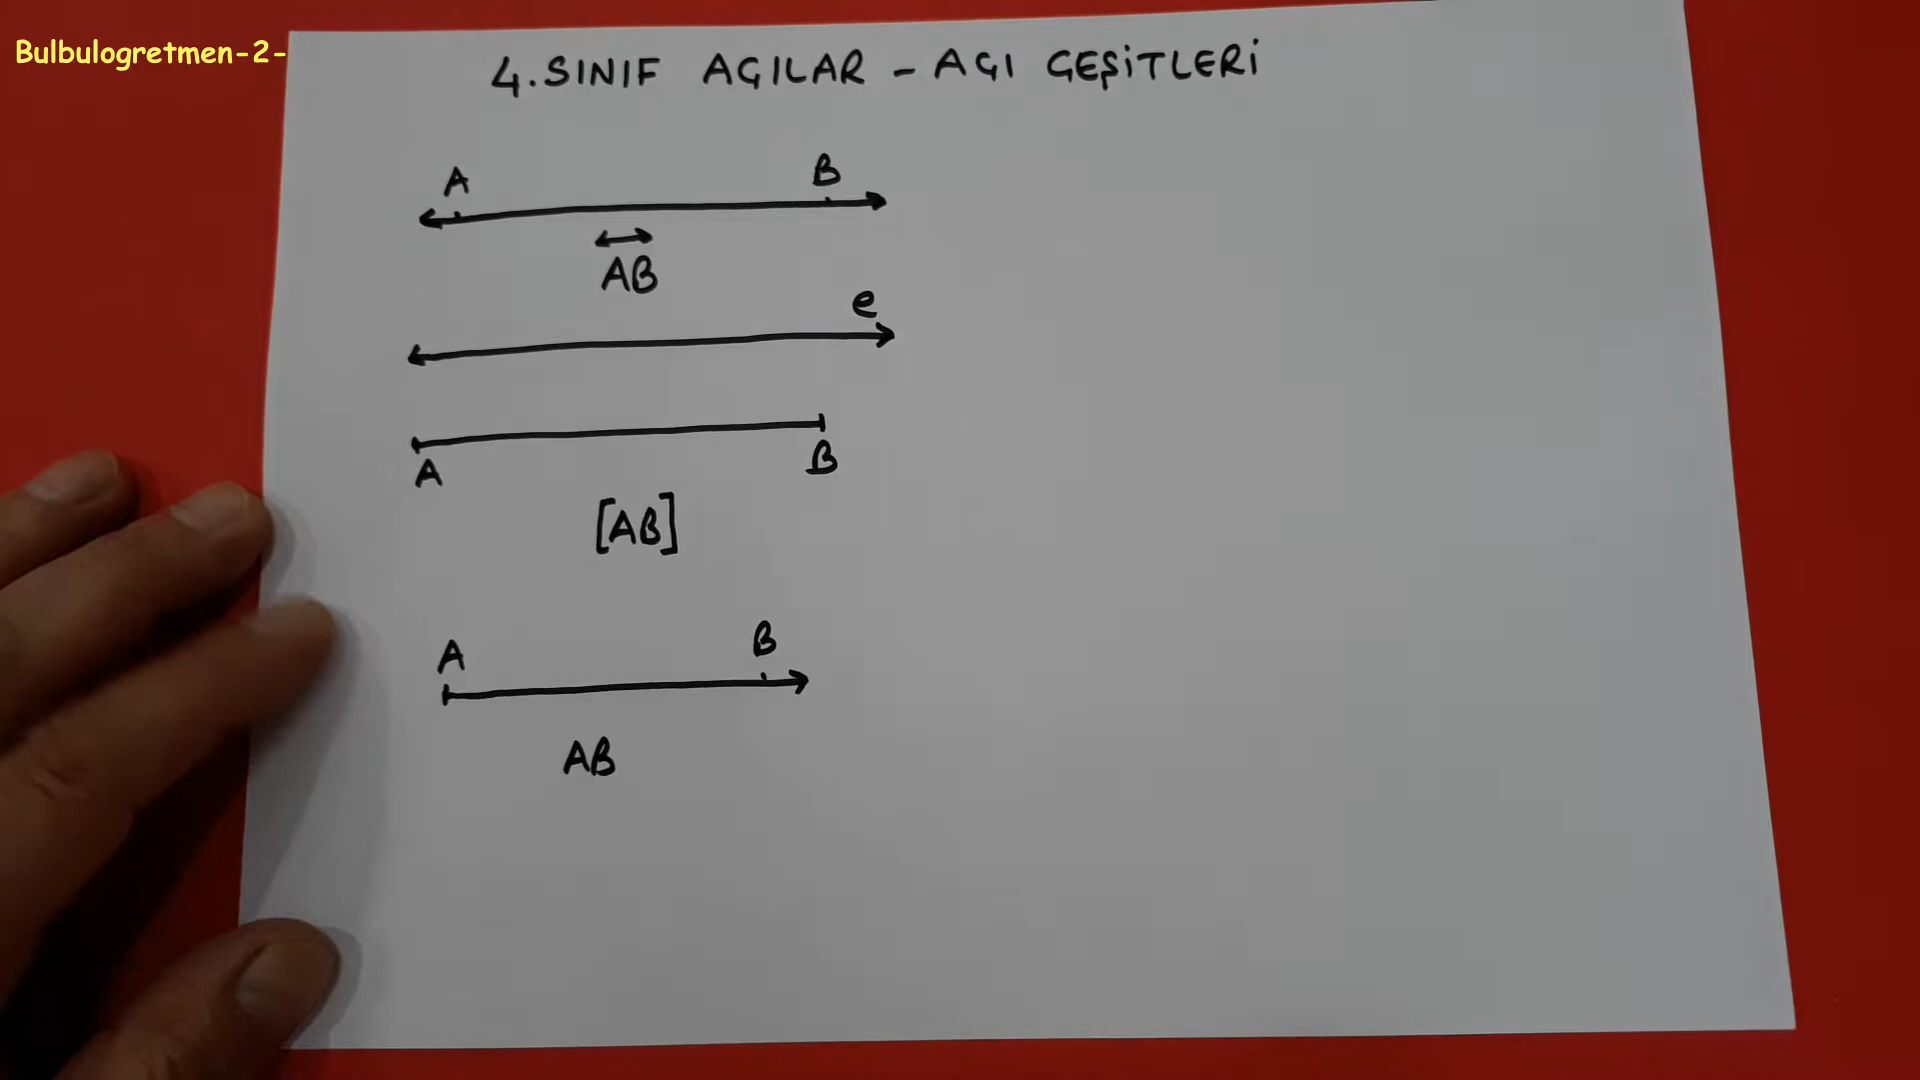 Bulbulogretmen-2-
4.SINIF AÇILAR - AÇI ÇEŞİTLERİ
A B
AB
e
A B
[AB]
A B
AB